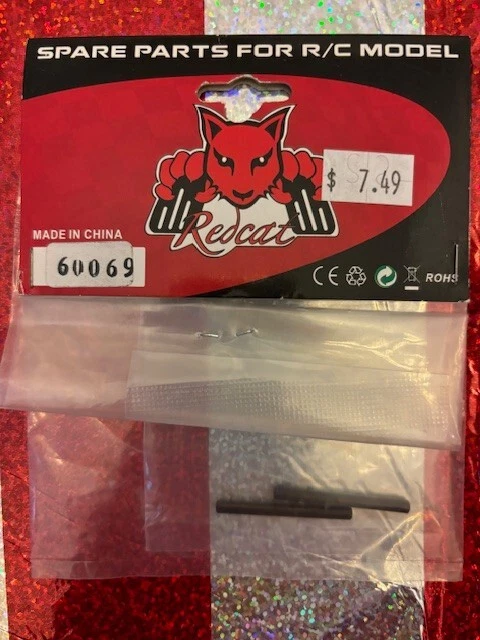 SPARE PARTS FOR R/C MODEL
$ 7.49
Redcat
MADE IN CHINA
60069
CE
ROHS